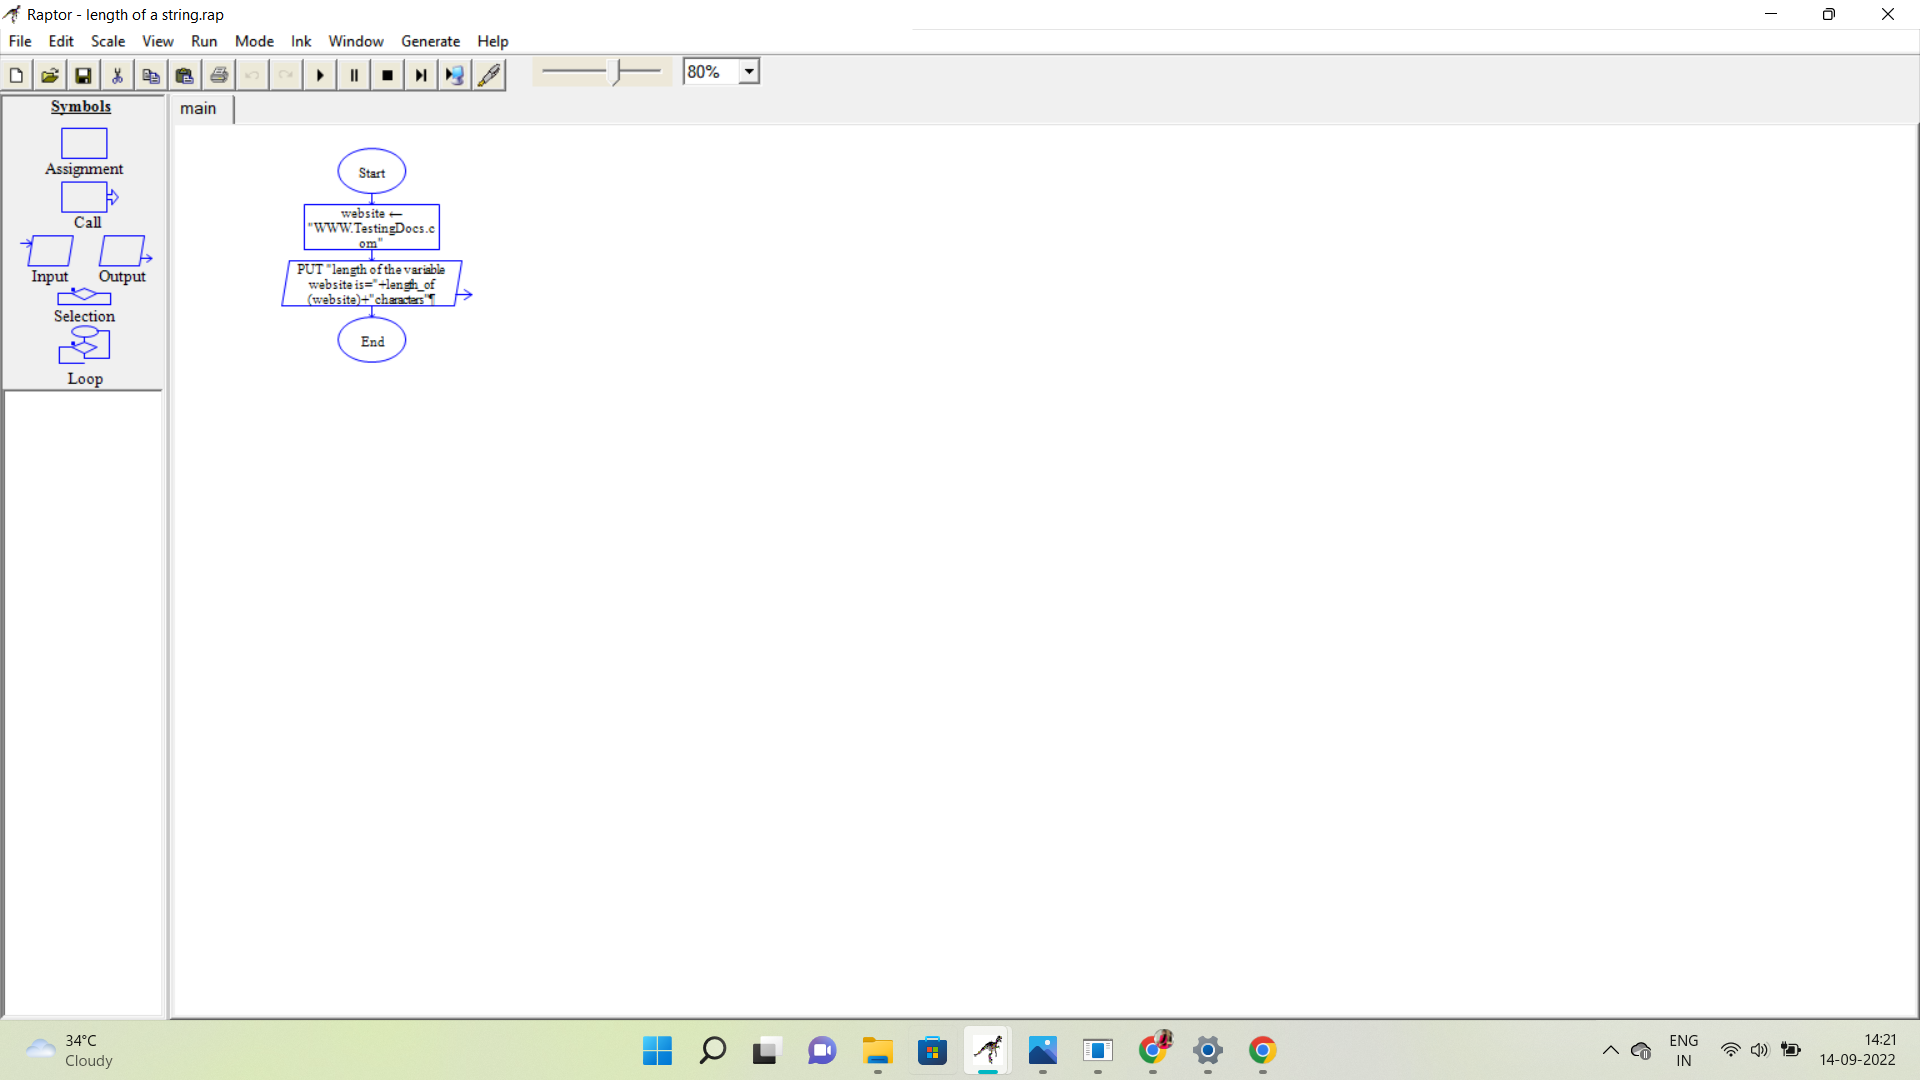 Raptor - length of a string.rap
File Edit Scale View Run Mode Ink Window Generate Help
80%
Symbols
main
Assignment
Call
Input Output
Selection
Loop
Start
website ←
"WWW.TestingDocs.c
om"
PUT "length of the variable
website is="+length_of
(website)+"characters"¶
End
34°C
Cloudy
ENG
IN
14:21
14-09-2022